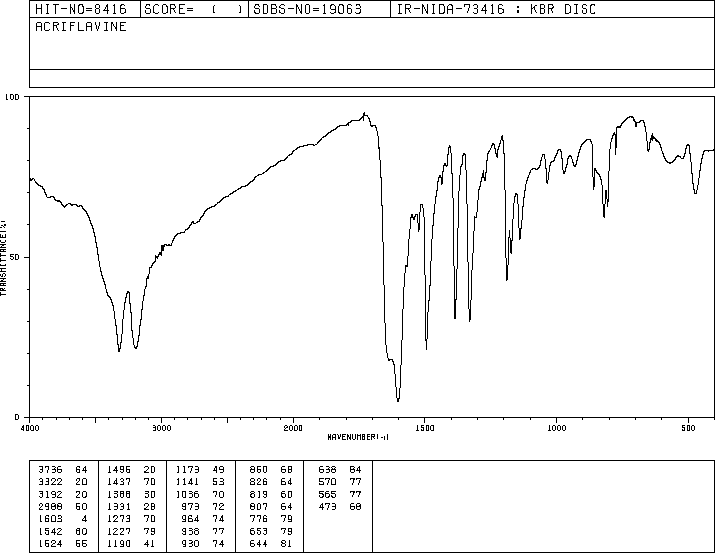 HIT-NO=8416 SCORE= ( ) SDBS-NO=19063 IR-NIDA-73416 : KBR DISC
ACRIFLAVINE
100
TRANSMITTANCE(%)
50
0
4000 3000 2000 1500 1000 500
WAVENUMBER(-1)
3736 64 1496 20 1173 49 860 68 638 84
3322 20 1437 70 1141 53 826 64 570 77
3192 20 1388 30 1036 70 819 60 565 77
2988 50 1331 28 973 72 807 64 473 68
1603 4 1273 70 964 74 776 79
1542 60 1227 79 938 77 653 79
1524 55 1190 41 930 74 644 81